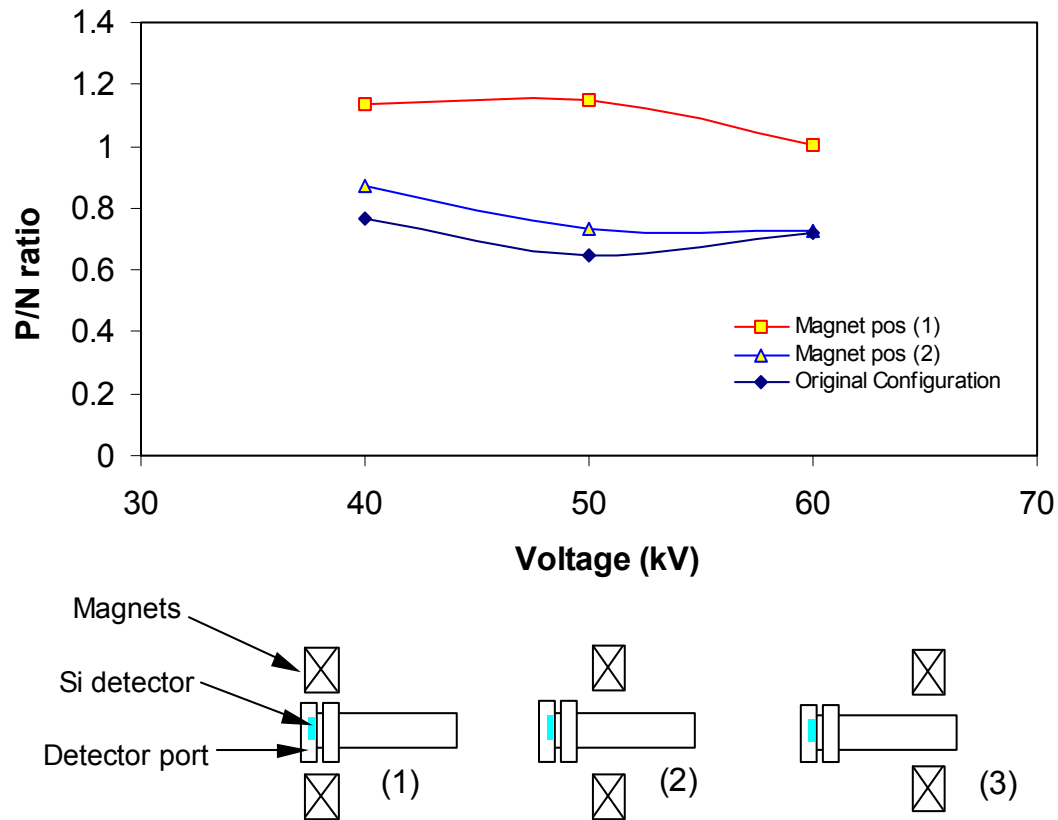 1.4
1.2
1
0.8
0.6
0.4
0.2
0
P/N ratio
Magnet pos (1)
Magnet pos (2)
Original Configuration
30 40 50 60 70
Voltage (kV)
Magnets
Si detector
Detector port
(1) (2) (3)